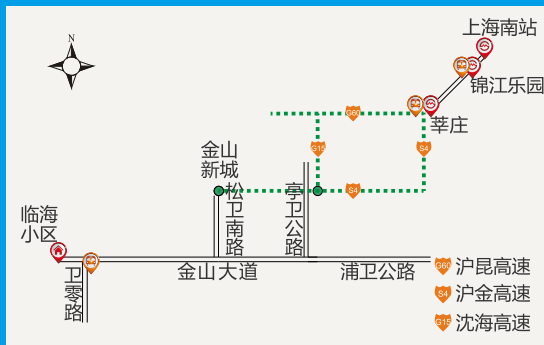 N
上海南站
锦江乐园
莘庄
G60
金山
新城
G15
S4
松卫南路
亭卫公路
S4
临海
小区
卫零路
金山大道
浦卫公路
G60 沪昆高速
S4 沪金高速
G15 沈海高速